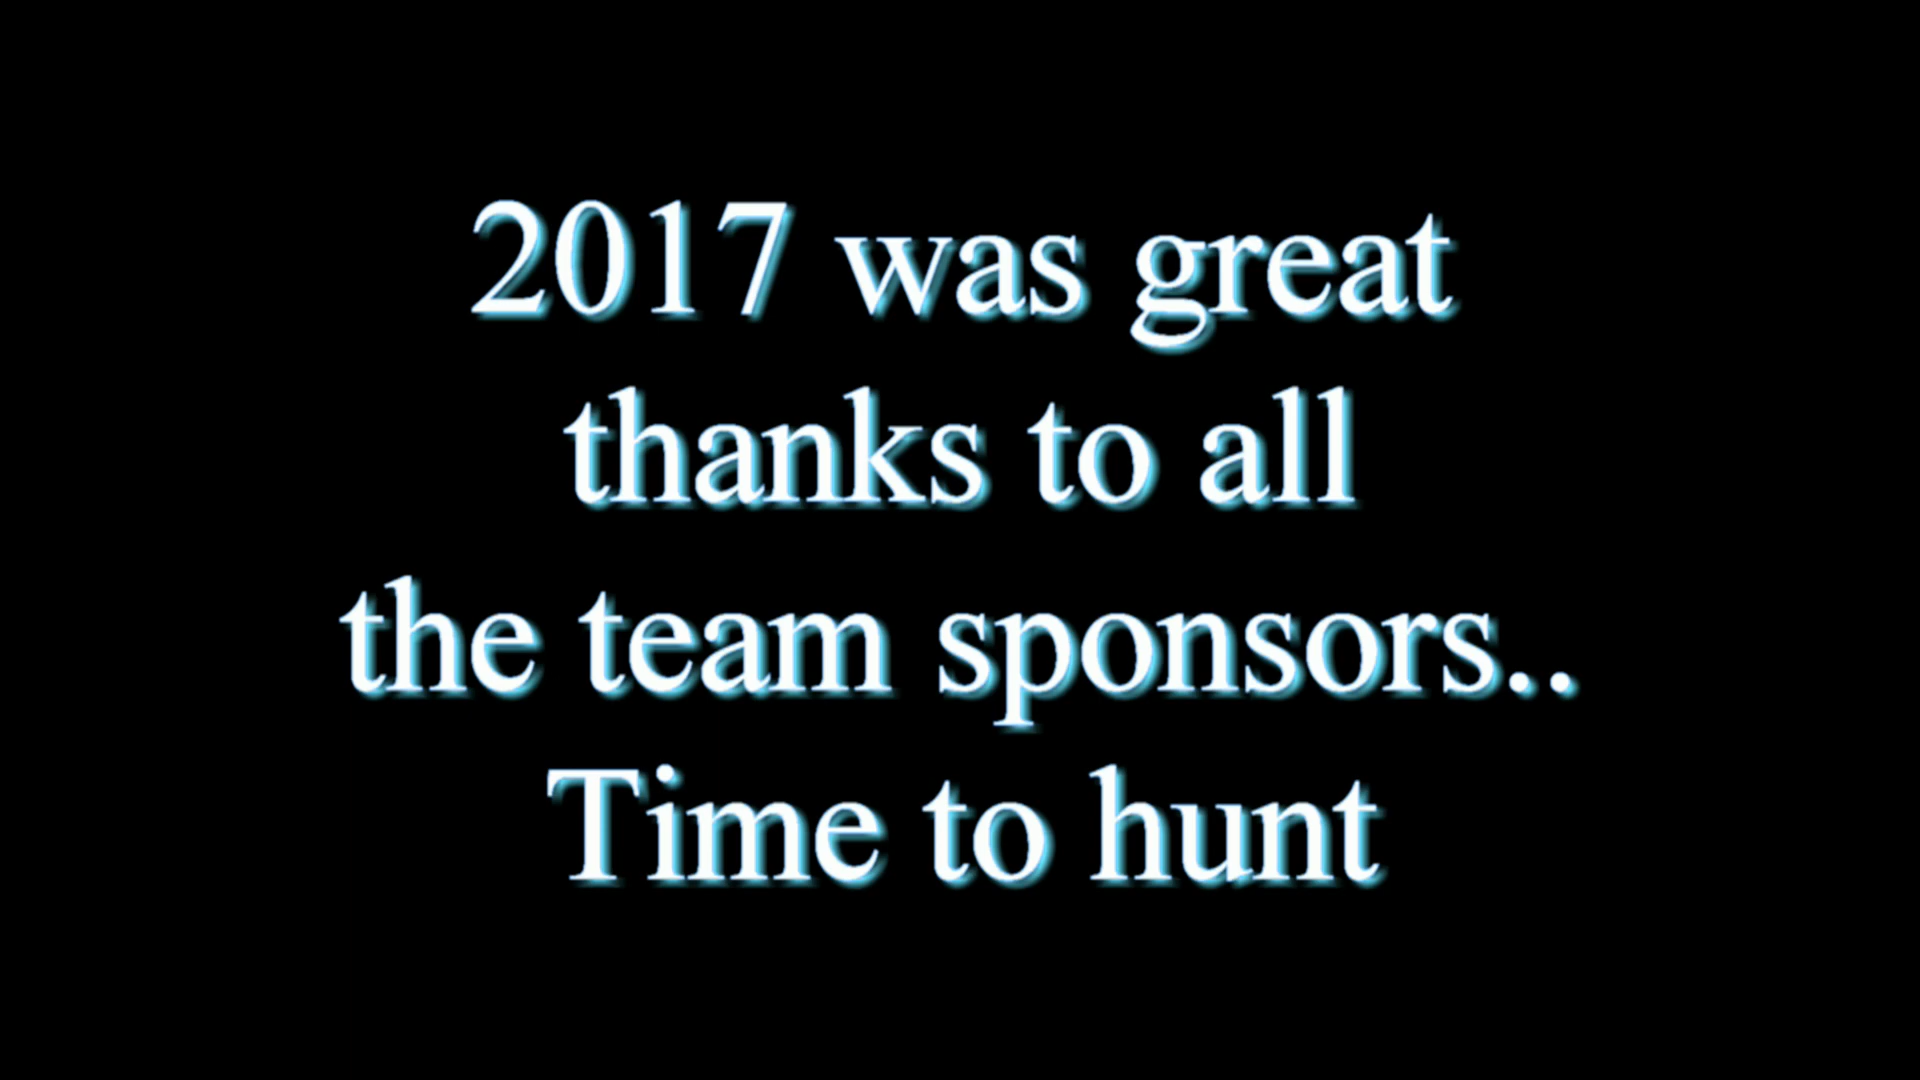 2017 was great
thanks to all
the team sponsors..
Time to hunt